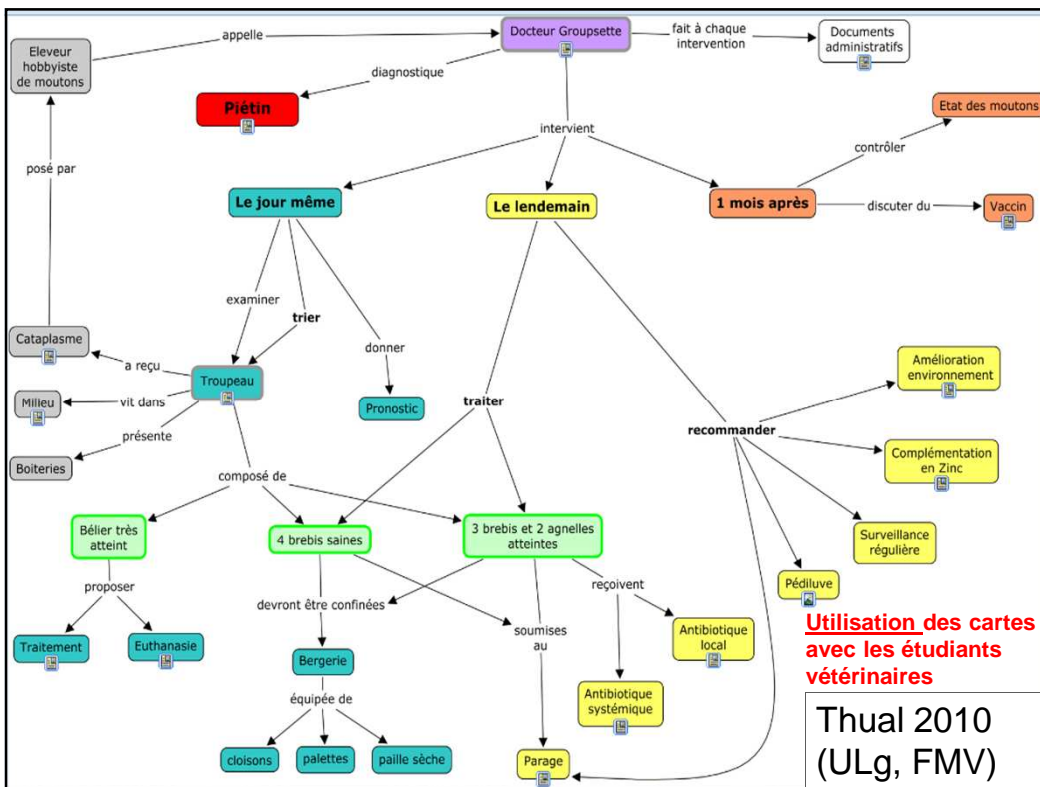 Eleveur
hobbyiste
de moutons
appelle
Docteur Groupsette
fait à chaque
intervention
Documents
administratifs
diagnostique
Piétin
intervient
Etat des moutons
contrôler
posé par
Le jour même
Le lendemain
1 mois après
discuter du
Vaccin
examiner
trier
donner
Cataplasme
a reçu
Troupeau
Milieu
vit dans
Pronostic
traiter
présente
Boiteries
recommander
Amélioration
environnement
Complémentation
en Zinc
Surveillance
régulière
Pédiluve
composé de
Bélier très
atteint
4 brebis saines
3 brebis et 2 agnelles
atteintes
proposer
devront être confinées
reçoivent
soumises
au
Traitement
Euthanasie
Bergerie
Antibiotique
local
Antibiotique
systémique
équipée de
cloisons
palettes
paille sèche
Parage
Utilisation des cartes
avec les étudiants
vétérinaires
Thual 2010
(ULg, FMV)